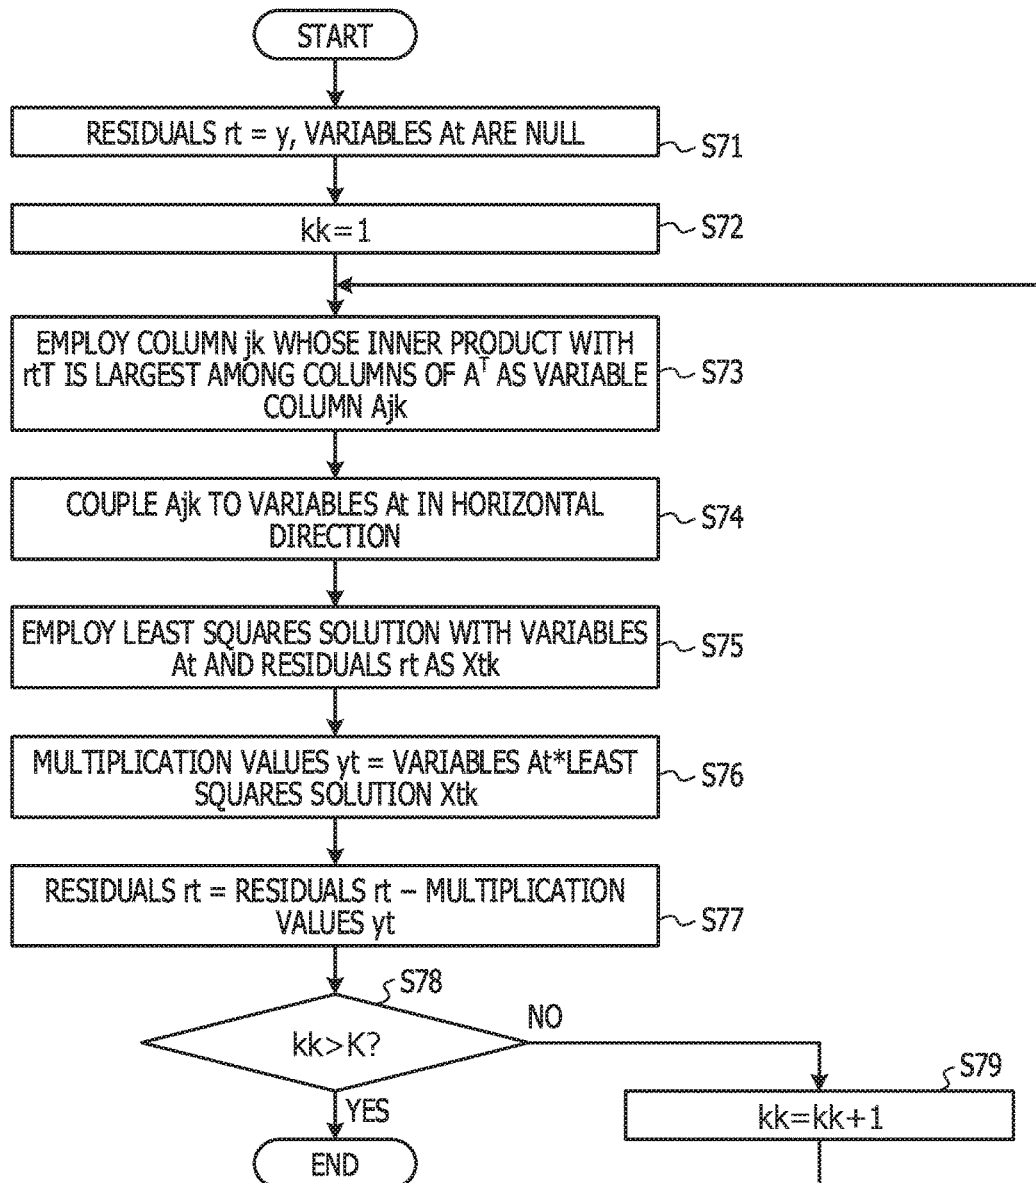 START
RESIDUALS rt = y, VARIABLES At ARE NULL
S71
kk=1
S72
EMPLOY COLUMN jk WHOSE INNER PRODUCT WITH
rtT IS LARGEST AMONG COLUMNS OF Aᵀ AS VARIABLE
COLUMN Ajk
S73
COUPLE Ajk TO VARIABLES At IN HORIZONTAL
DIRECTION
S74
EMPLOY LEAST SQUARES SOLUTION WITH VARIABLES
At AND RESIDUALS rt AS Xtk
S75
MULTIPLICATION VALUES yt = VARIABLES At*LEAST
SQUARES SOLUTION Xtk
S76
RESIDUALS rt = RESIDUALS rt − MULTIPLICATION
VALUES yt
S77
S78
kk>K?
NO
S79
kk=kk+1
YES
END